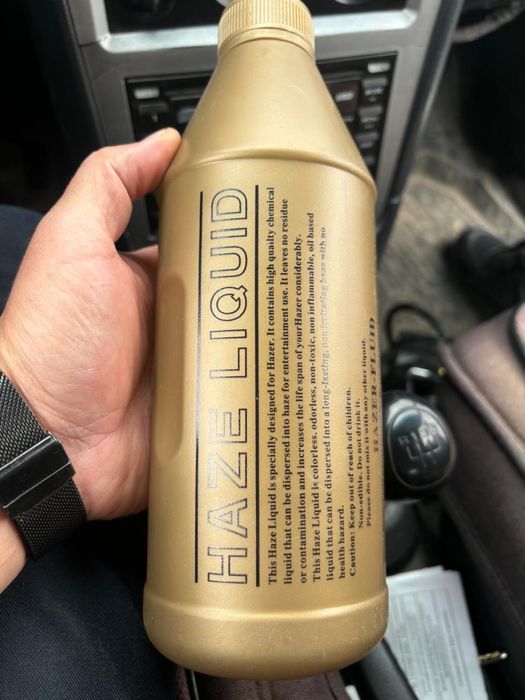 HAZE LIQUID
This Haze Liquid is specially designed for Hazer. It contains high quailty chemical
liquid that can be dispersed into haze for entertainment use. It leaves no residue
or contamination and increases the life span of yourHazer considerably.
This Haze Liquid is colorless. odorless, non-toxic, non inflammable, oil based
liquid that can be dispersed into a long-lasting, non irritating haze with no
health hazard.
Caution: Keep out of reach of children.
Non-edible. Do not drink it.
Please do not mix it with any other liquid.
HAZER-FLUID